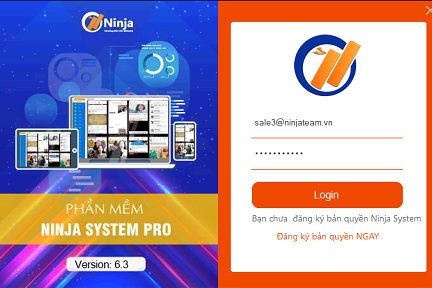 Ninja
PHẦN MỀM
NINJA SYSTEM PRO
Version: 6.3
sale3@ninjateam.vn
•••••••••••
Login
Bạn chưa đăng ký bản quyền Ninja System
Đăng ký bản quyền NGAY